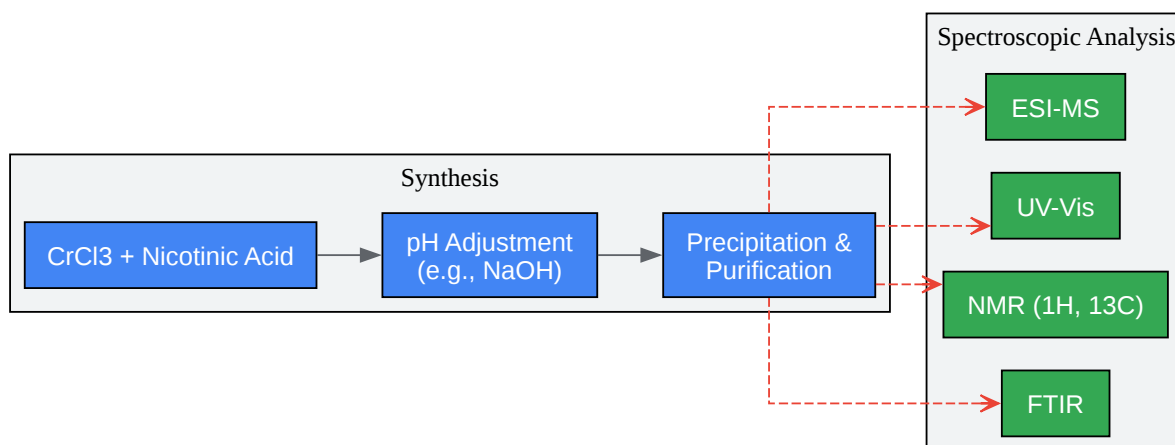 Spectroscopic Analysis
ESI-MS
Synthesis
CrCl3 + Nicotinic Acid
pH Adjustment
(e.g., NaOH)
Precipitation &
Purification
UV-Vis
NMR (1H, 13C)
FTIR